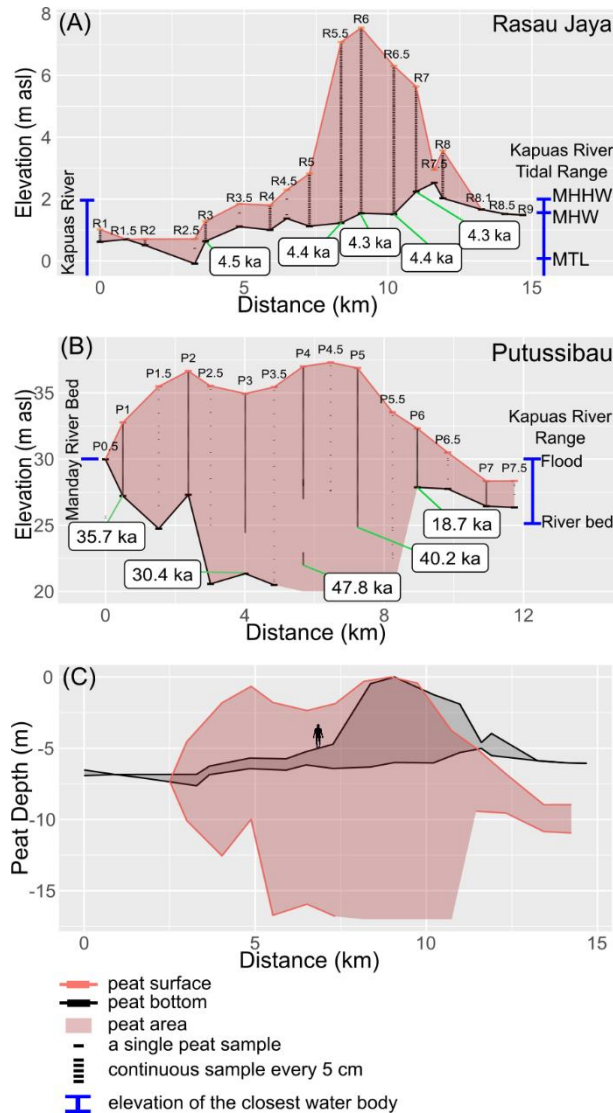 (A) Rasau Jaya
Elevation (m asl)
8
6
4
2
0
R1
R1.5
R2
R2.5
R3
R3.5
R4
R4.5
R5
R5.5
R6
R6.5
R7
R7.5
R8
R8.1
R8.5
R9
Kapuas River
Kapuas River
Tidal Range
MHHW
MHW
MTL
4.5 ka
4.4 ka
4.3 ka
4.4 ka
4.3 ka
0 5 10 15
Distance (km)
(B) Putussibau
Elevation (m asl)
35
30
25
20
P0.5
P1
P1.5
P2
P2.5
P3
P3.5
P4
P4.5
P5
P5.5
P6
P6.5
P7
P7.5
Manday River Bed
Kapuas River
Range
Flood
River bed
35.7 ka
30.4 ka
47.8 ka
40.2 ka
18.7 ka
0 4 8 12
Distance (km)
(C)
Peat Depth (m)
0
-5
-10
-15
0 5 10 15
Distance (km)
peat surface
peat bottom
peat area
a single peat sample
continuous sample every 5 cm
elevation of the closest water body